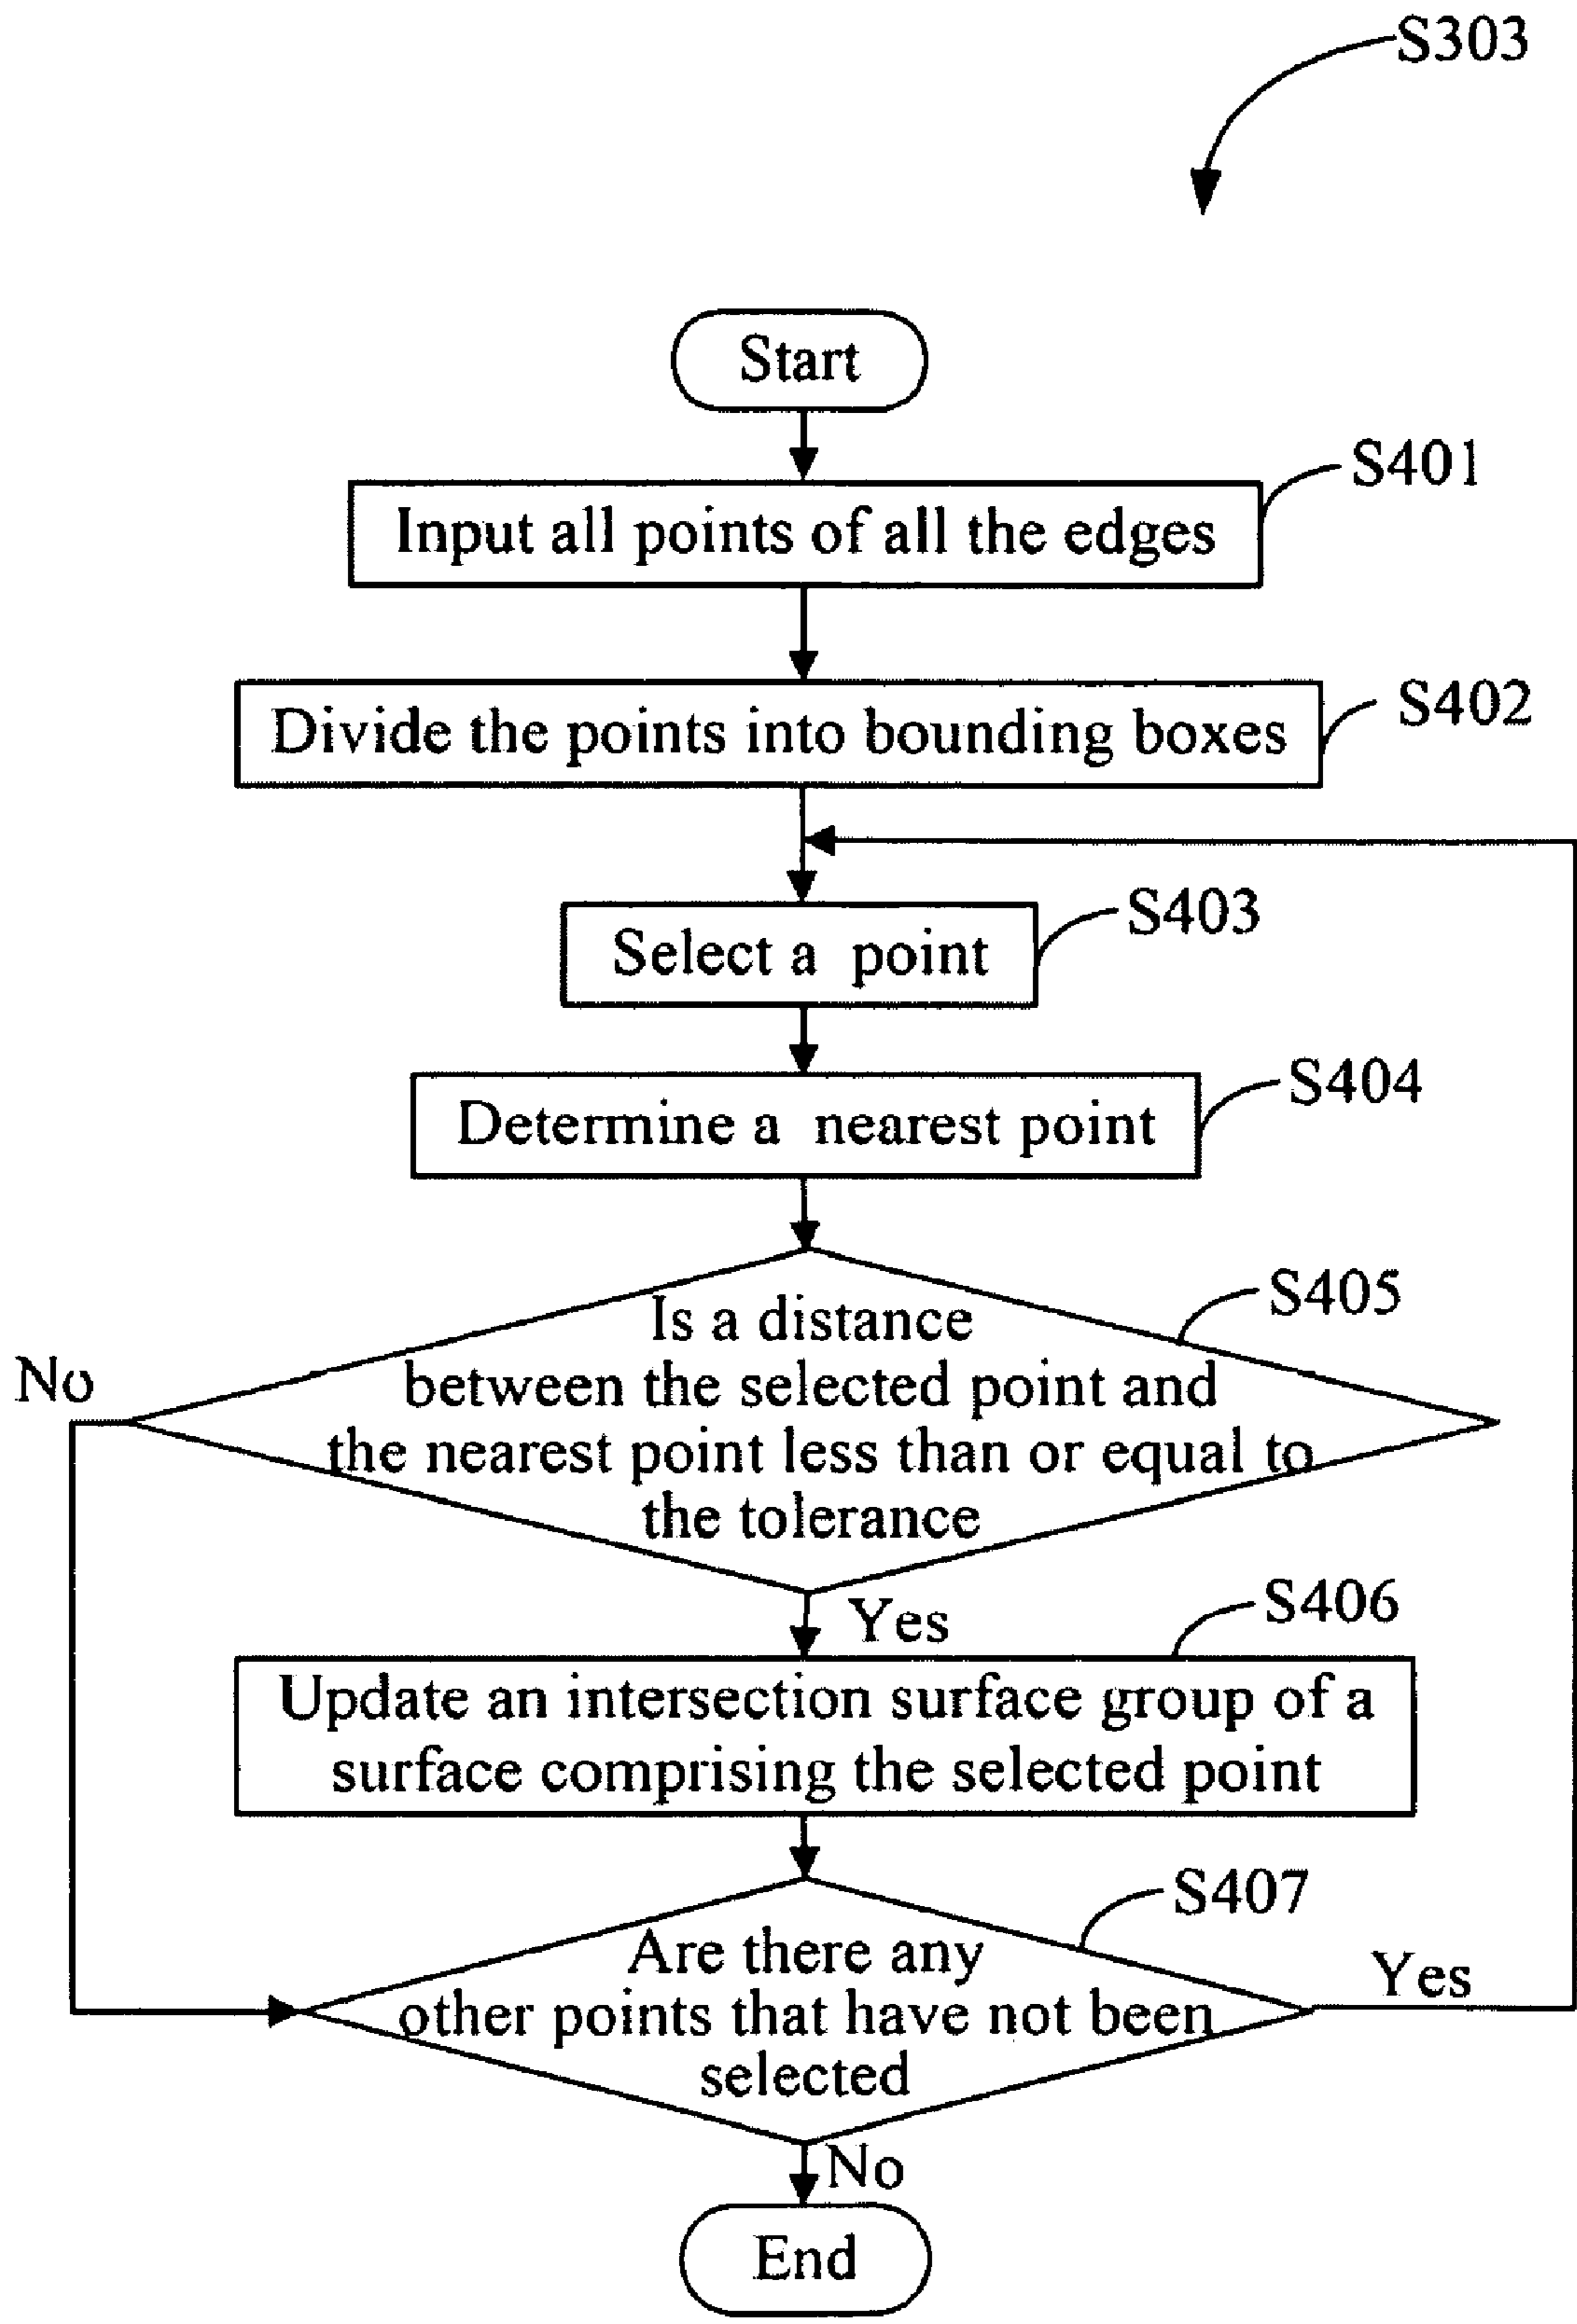 S303
Start
S401
Input all points of all the edges
S402
Divide the points into bounding boxes
S403
Select a point
S404
Determine a nearest point
S405
Is a distance
between the selected point and
the nearest point less than or equal to
the tolerance
No
Yes
S406
Update an intersection surface group of a
surface comprising the selected point
S407
Are there any
other points that have not been
selected
Yes
No
End